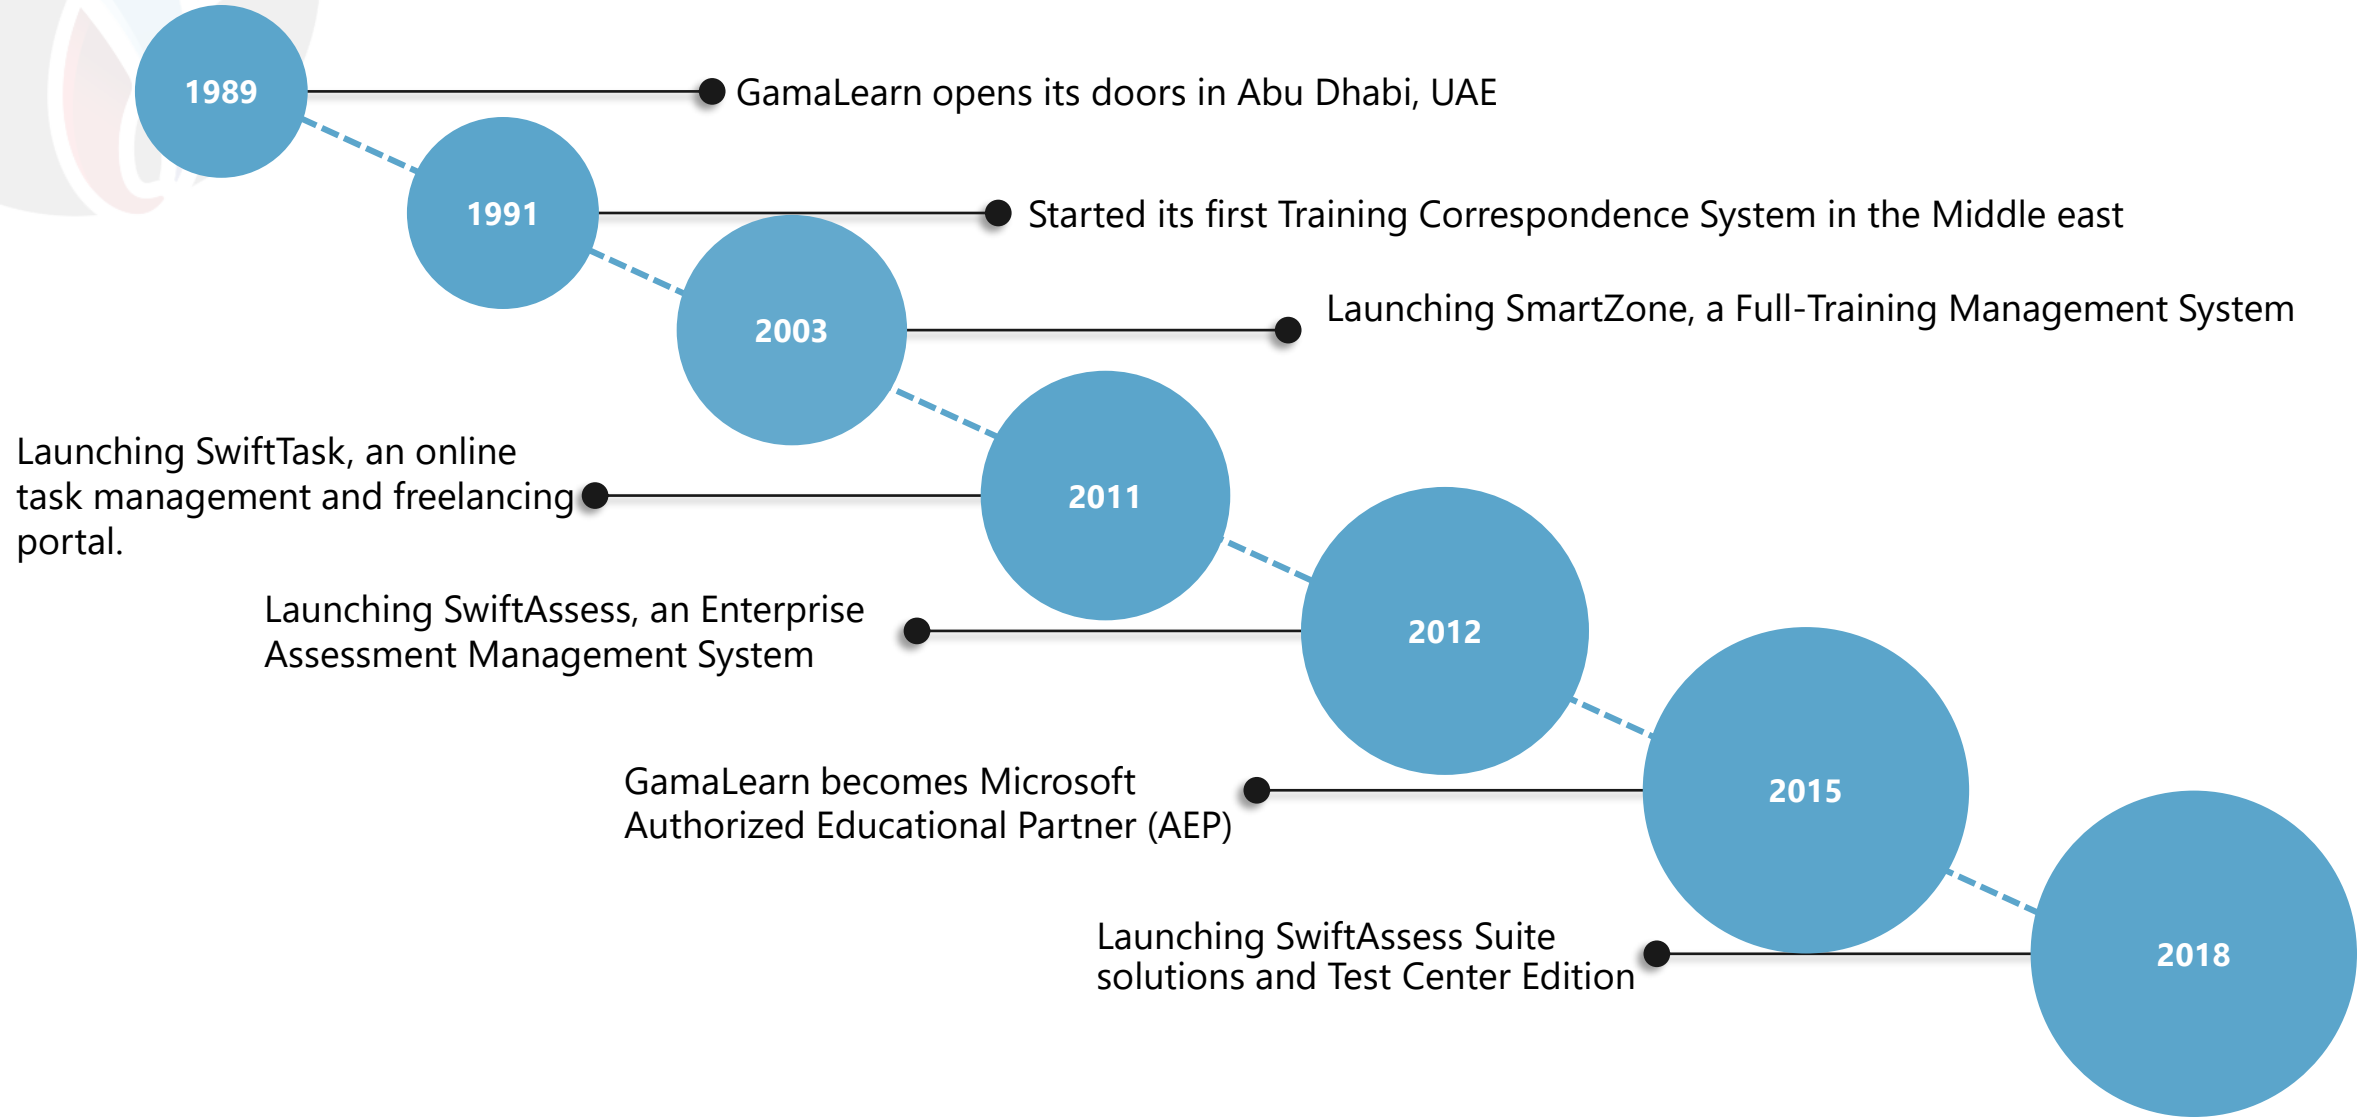 1989
GamaLearn opens its doors in Abu Dhabi, UAE
1991
Started its first Training Correspondence System in the Middle east
2003
Launching SmartZone, a Full-Training Management System
Launching SwiftTask, an online
task management and freelancing
portal.
2011
Launching SwiftAssess, an Enterprise
Assessment Management System
2012
GamaLearn becomes Microsoft
Authorized Educational Partner (AEP)
2015
Launching SwiftAssess Suite
solutions and Test Center Edition
2018